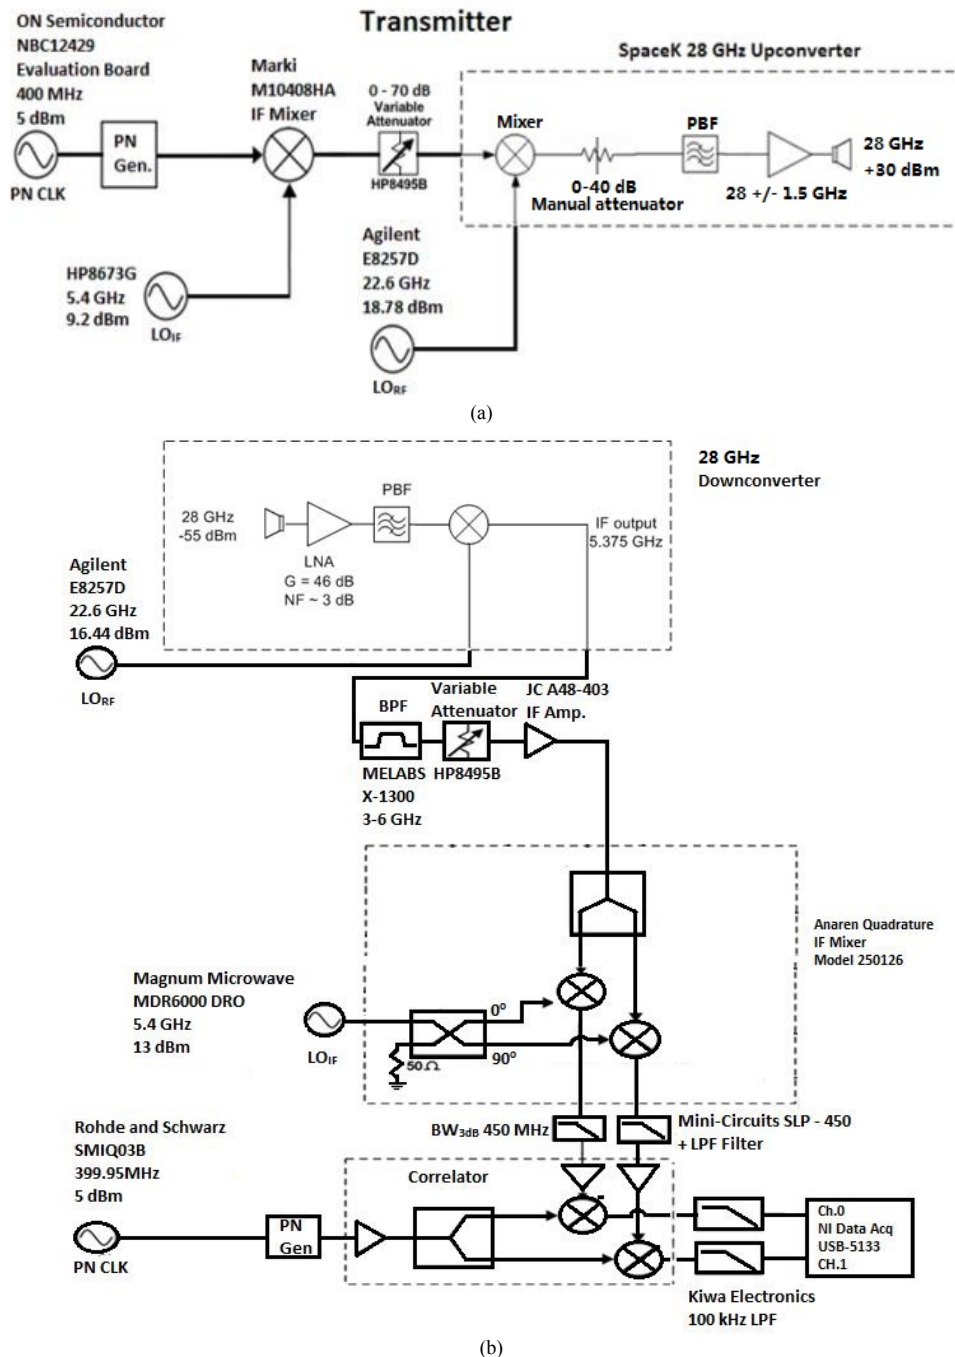 Transmitter
ON Semiconductor
NBC12429
Evaluation Board
400 MHz
5 dBm
PN CLK
PN
Gen.
Marki
M10408HA
IF Mixer
0 - 70 dB
Variable
Attenuator
HP8495B
HP8673G
5.4 GHz
9.2 dBm
LOIF
Agilent
E8257D
22.6 GHz
18.78 dBm
LORF
SpaceK 28 GHz Upconverter
Mixer
0-40 dB
Manual attenuator
PBF
28 +/- 1.5 GHz
28 GHz
+30 dBm
(a)
28 GHz
Downconverter
28 GHz
-55 dBm
LNA
G = 46 dB
NF ~ 3 dB
PBF
IF output
5.375 GHz
Agilent
E8257D
22.6 GHz
16.44 dBm
LORF
BPF
MELABS
X-1300
3-6 GHz
Variable
Attenuator
HP8495B
JC A48-403
IF Amp.
Anaren Quadrature
IF Mixer
Model 250126
Magnum Microwave
MDR6000 DRO
5.4 GHz
13 dBm
LOIF
50Ω
0º
90º
BW3dB 450 MHz
Mini-Circuits SLP - 450
+ LPF Filter
Rohde and Schwarz
SMIQ03B
399.95MHz
5 dBm
PN CLK
PN
Gen
Correlator
Ch.0
NI Data Acq
USB-5133
CH.1
Kiwa Electronics
100 kHz LPF
(b)